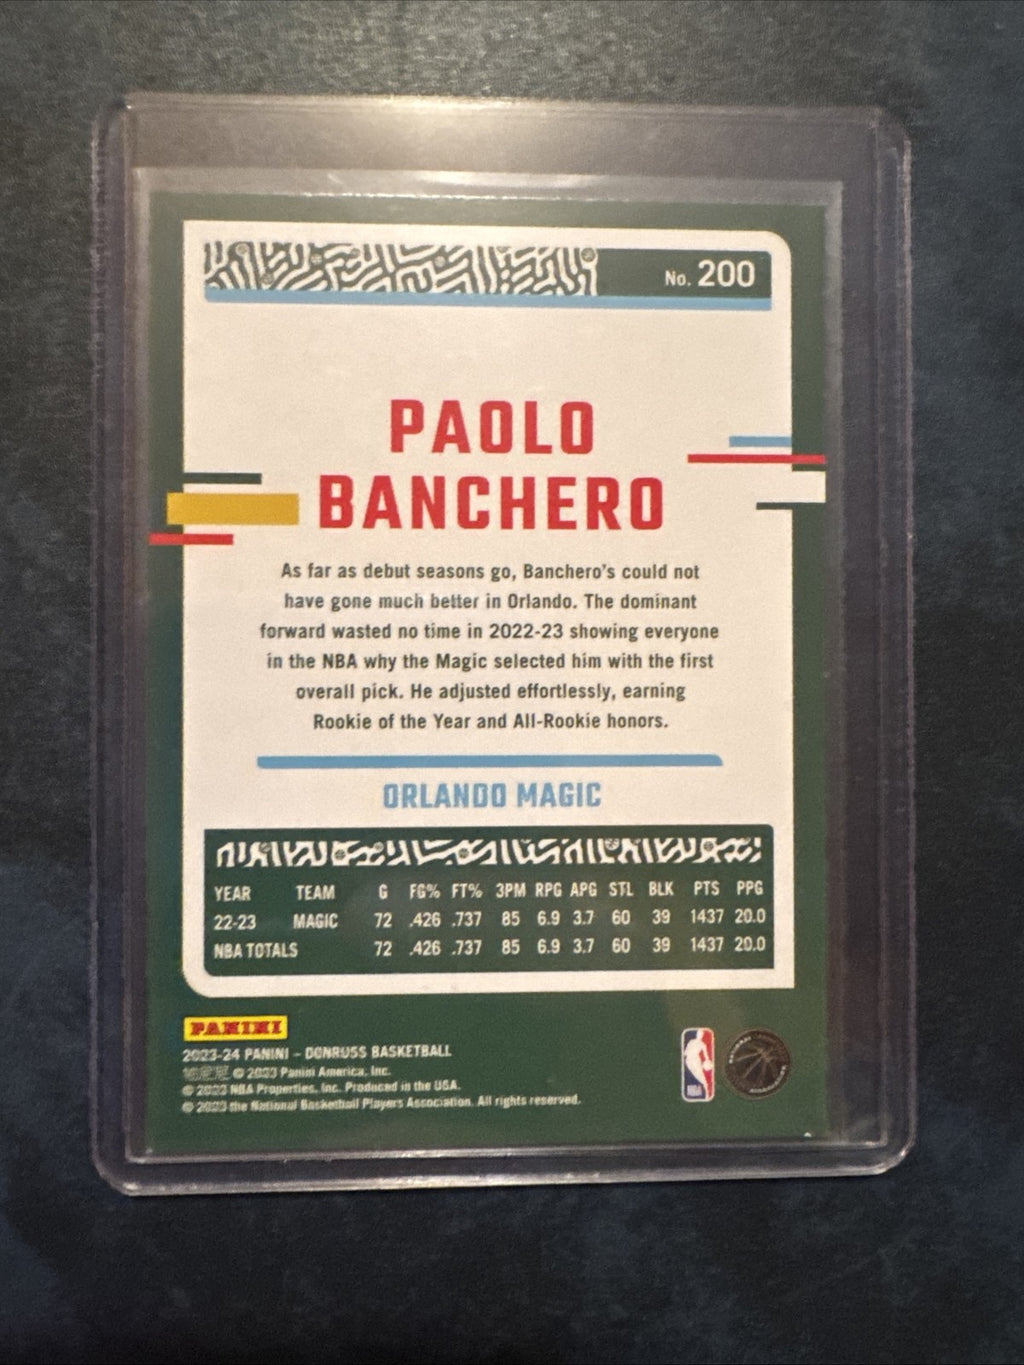 No. 200
PAOLO
BANCHERO
As far as debut seasons go, Banchero's could not
have gone much better in Orlando. The dominant
forward wasted no time in 2022-23 showing everyone
in the NBA why the Magic selected him with the first
overall pick. He adjusted effortlessly, earning
Rookie of the Year and All-Rookie honors.
ORLANDO MAGIC
YEAR TEAM G FG% FT% 3PM RPG APG STL BLK PTS PPG
22-23 MAGIC 72 .426 .737 85 6.9 3.7 60 39 1437 20.0
NBA TOTALS 72 .426 .737 85 6.9 3.7 60 39 1437 20.0
PANINI
2023-24 PANINI – DONRUSS BASKETBALL
© 2023 Panini America, Inc.
© 2023 NBA Properties, Inc. Produced in the USA.
© 2023 the National Basketball Players Association. All rights reserved.
NBA